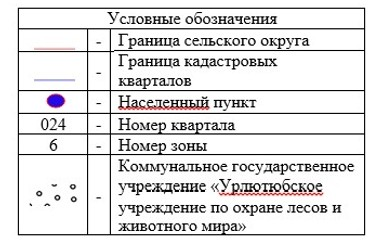 Условные обозначения
- Граница сельского округа
- Граница кадастровых
кварталов
- Населенный пункт
024 - Номер квартала
6 - Номер зоны
- Коммунальное государственное
учреждение «Урлютюбское
учреждение по охране лесов и
животного мира»